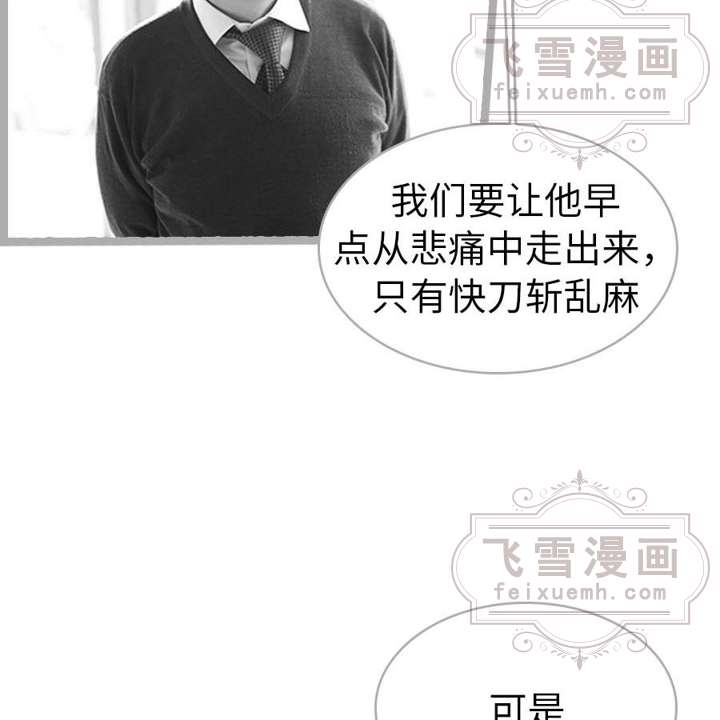 飞雪漫画
feixuemh.com
我们要让他早
点从悲痛中走出来，
只有快刀斩乱麻
飞雪漫画
feixuemh.com
可是